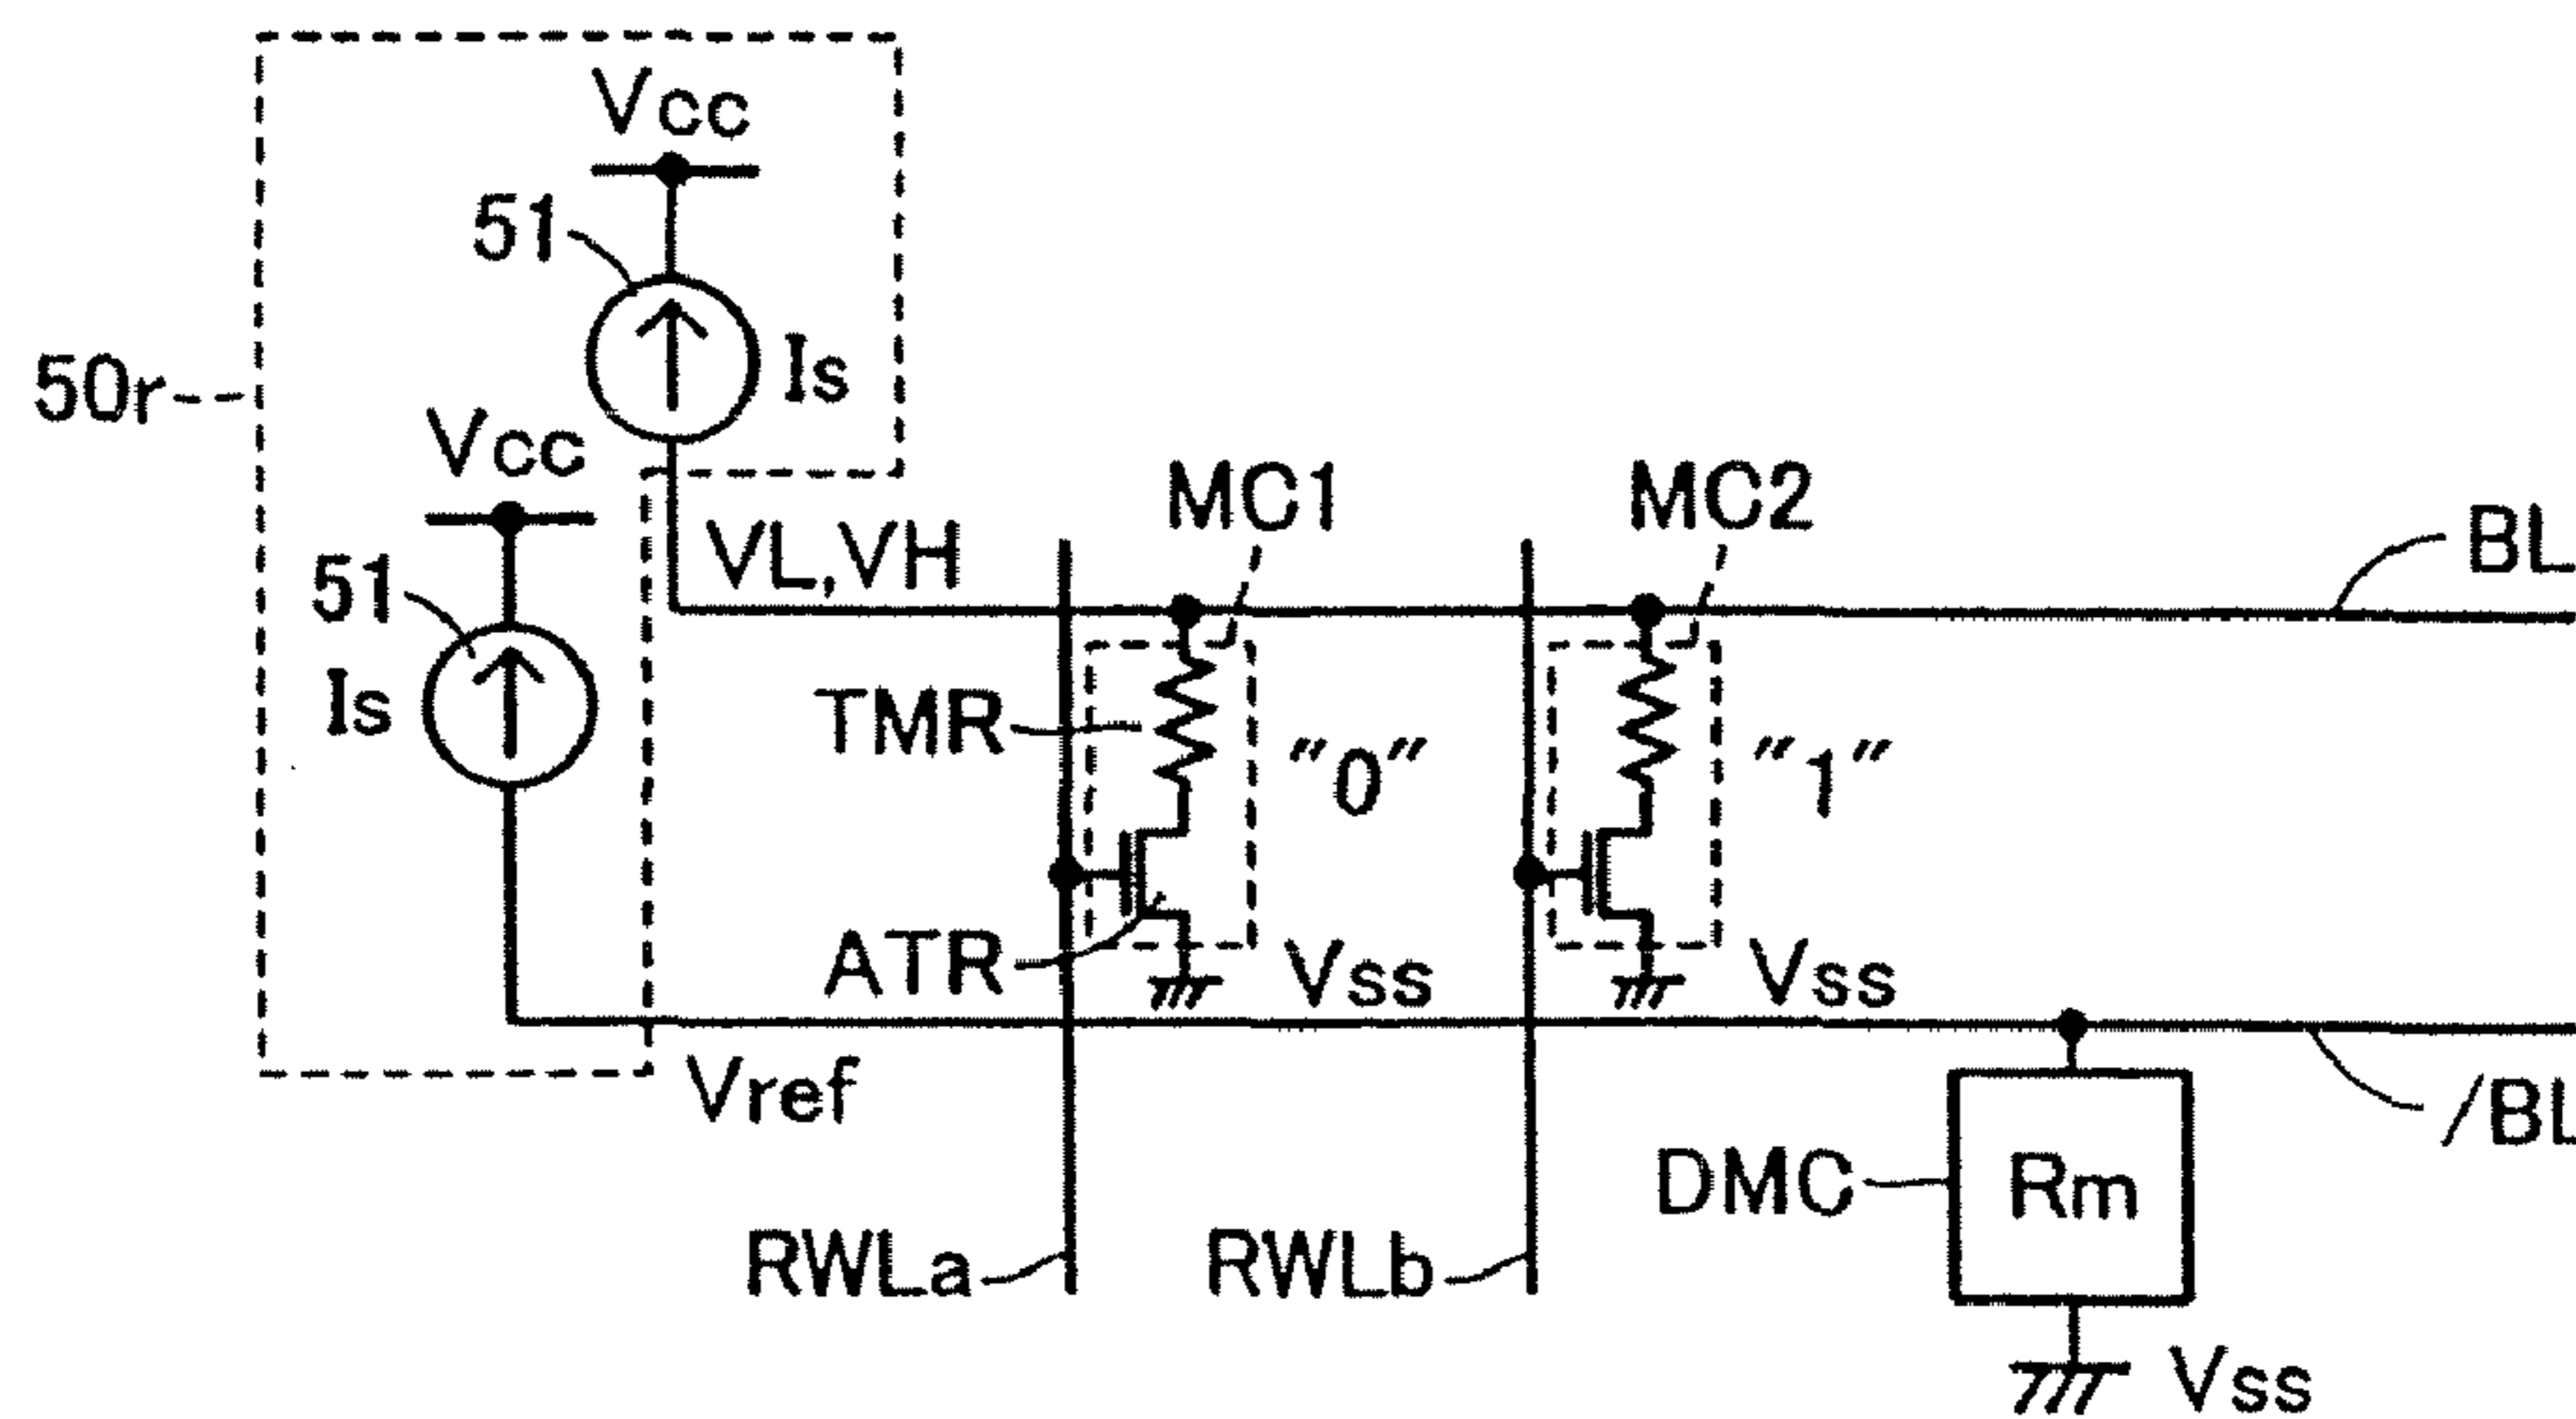 Vcc
51
Is
50r
Vcc
51
Is
VL,VH
MC1
MC2
BL
TMR
"0"
"1"
ATR
Vss
Vss
Vref
/BL
DMC
Rm
RWLa
RWLb
Vss